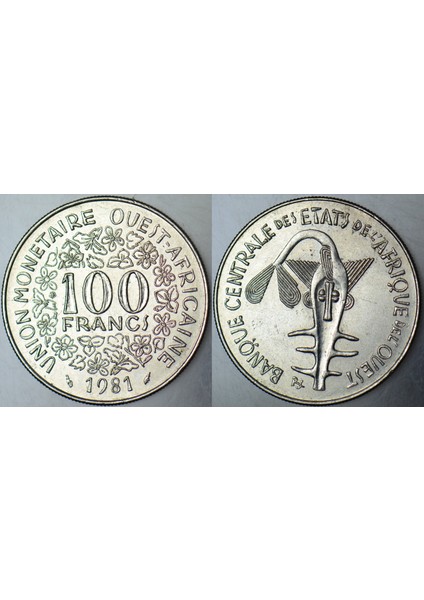 UNION MONETAIRE OUEST-AFRICAINE
100
FRANCS
1981
BANQUE CENTRALE DES ETATS DE L'AFRIQUE DE L'OUEST